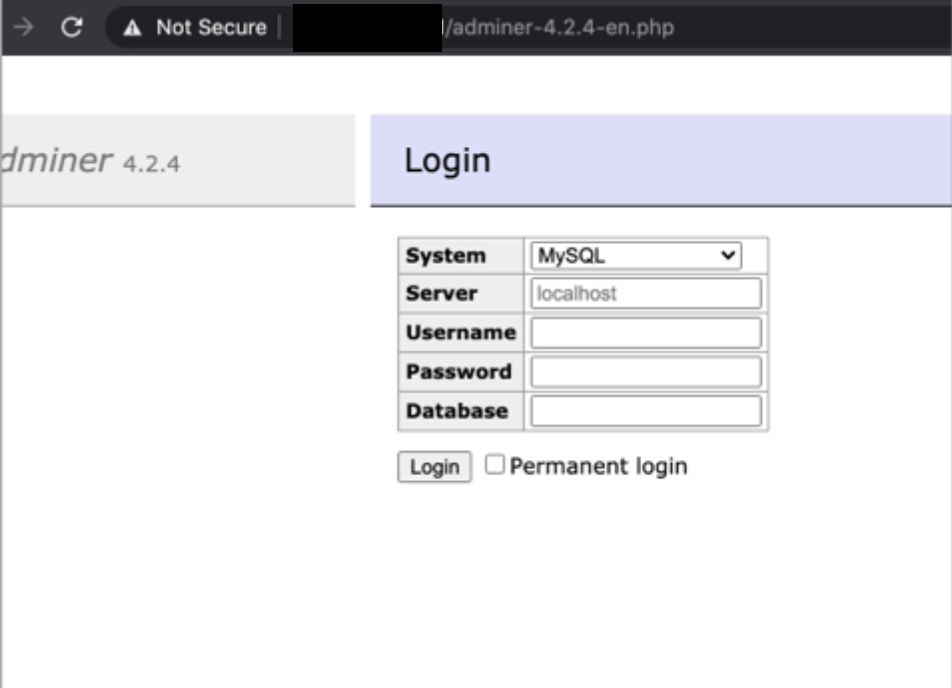 Not Secure /adminer-4.2.4-en.php
dminer 4.2.4
Login
System MySQL
Server localhost
Username
Password
Database
Login Permanent login